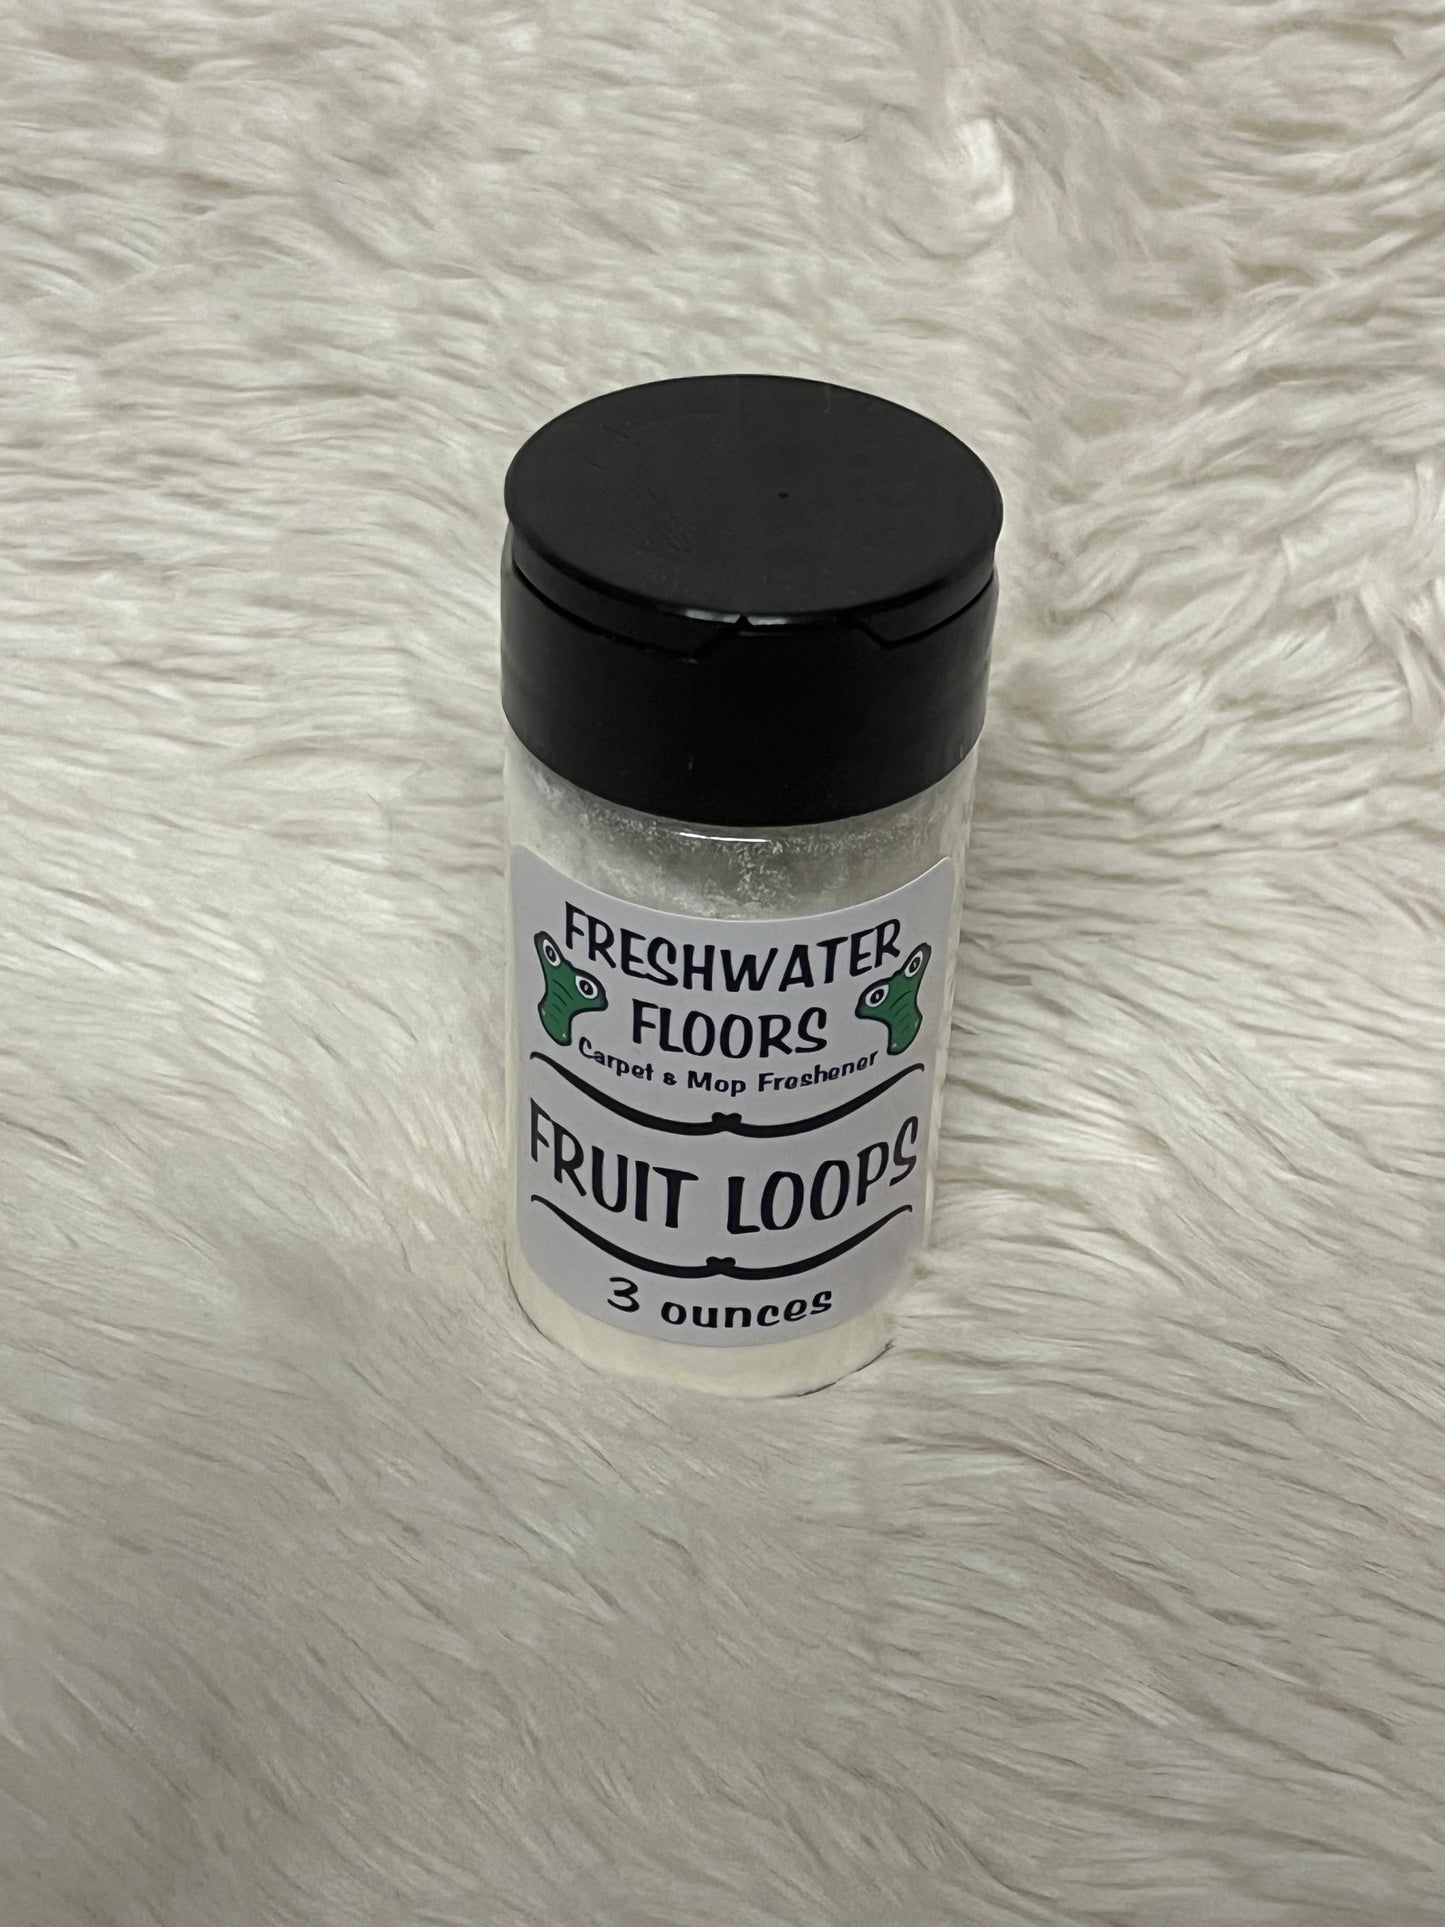 FRESHWATER
FLOORS
Carpet & Mop Freshener
FRUIT LOOPS
3 ounces